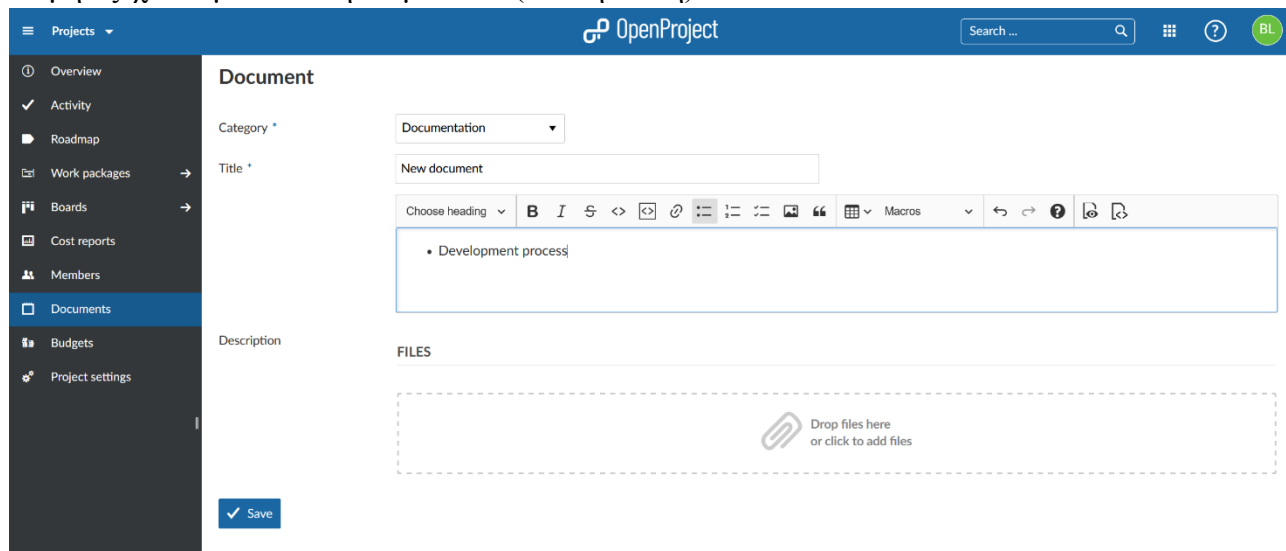 Projects
OpenProject
Search ...
BL
Overview
Activity
Roadmap
Work packages
Boards
Cost reports
Members
Documents
Budgets
Project settings
Document
Category *
Documentation
Title *
New document
Choose heading
Macros
• Development process
Description
FILES
Drop files here
or click to add files
Save